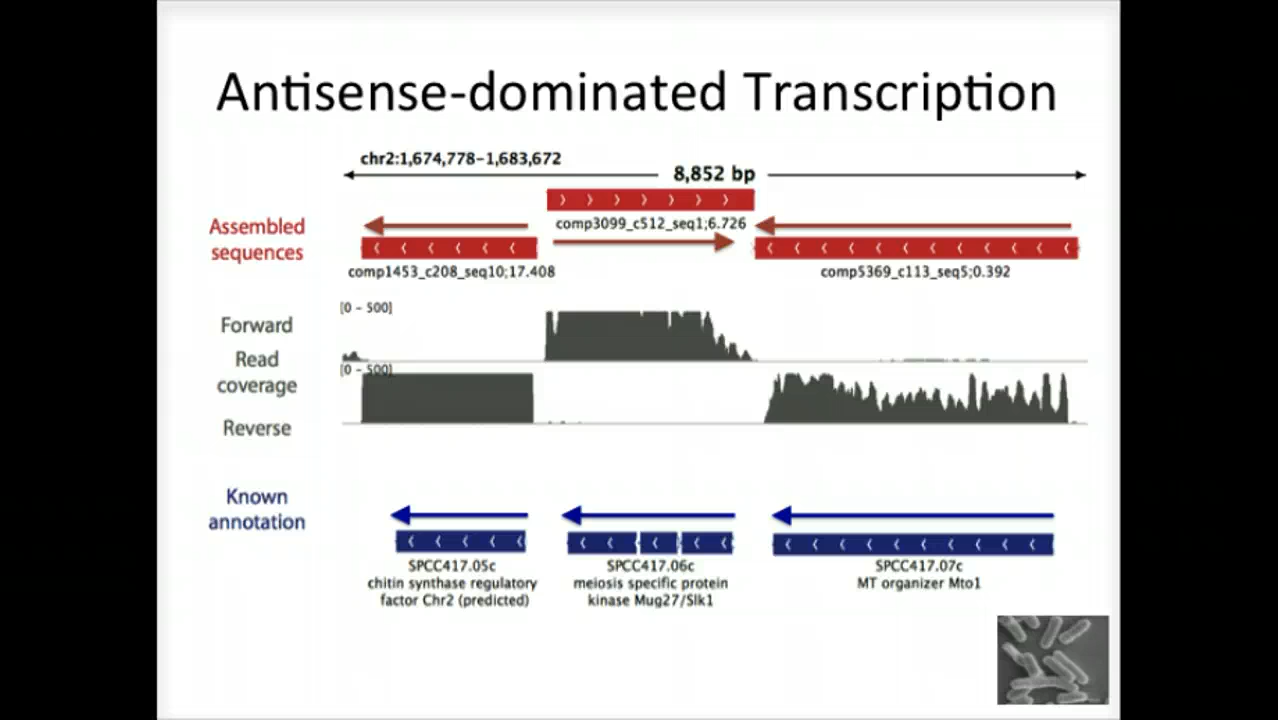 Antisense-dominated Transcription
chr2:1,674,778-1,683,672
8,852 bp
Assembled
sequences
comp3099_c512_seq1;6.726
comp1453_c208_seq10;17.408
comp5369_c113_seq5;0.392
[0 - 500]
Forward
Read
coverage
[0 - 500]
Reverse
Known
annotation
SPCC417.05c
chitin synthase regulatory
factor Chr2 (predicted)
SPCC417.06c
meiosis specific protein
kinase Mug27/Slk1
SPCC417.07c
MT organizer Mto1